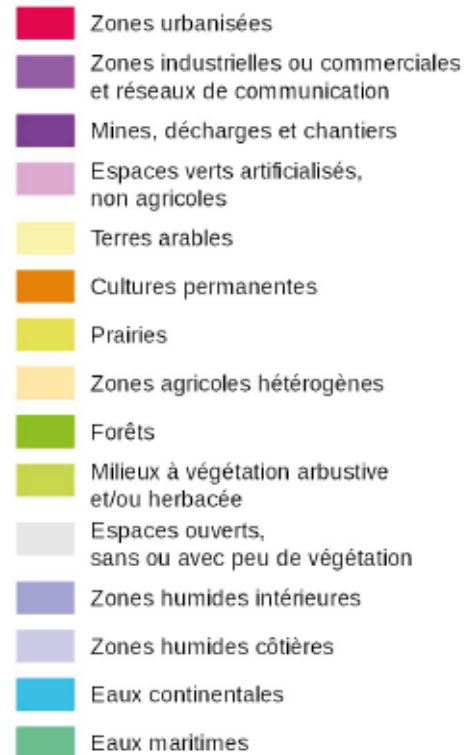 Zones urbanisées
Zones industrielles ou commerciales
et réseaux de communication
Mines, décharges et chantiers
Espaces verts artificialisés,
non agricoles
Terres arables
Cultures permanentes
Prairies
Zones agricoles hétérogènes
Forêts
Milieux à végétation arbustive
et/ou herbacée
Espaces ouverts,
sans ou avec peu de végétation
Zones humides intérieures
Zones humides côtières
Eaux continentales
Eaux maritimes